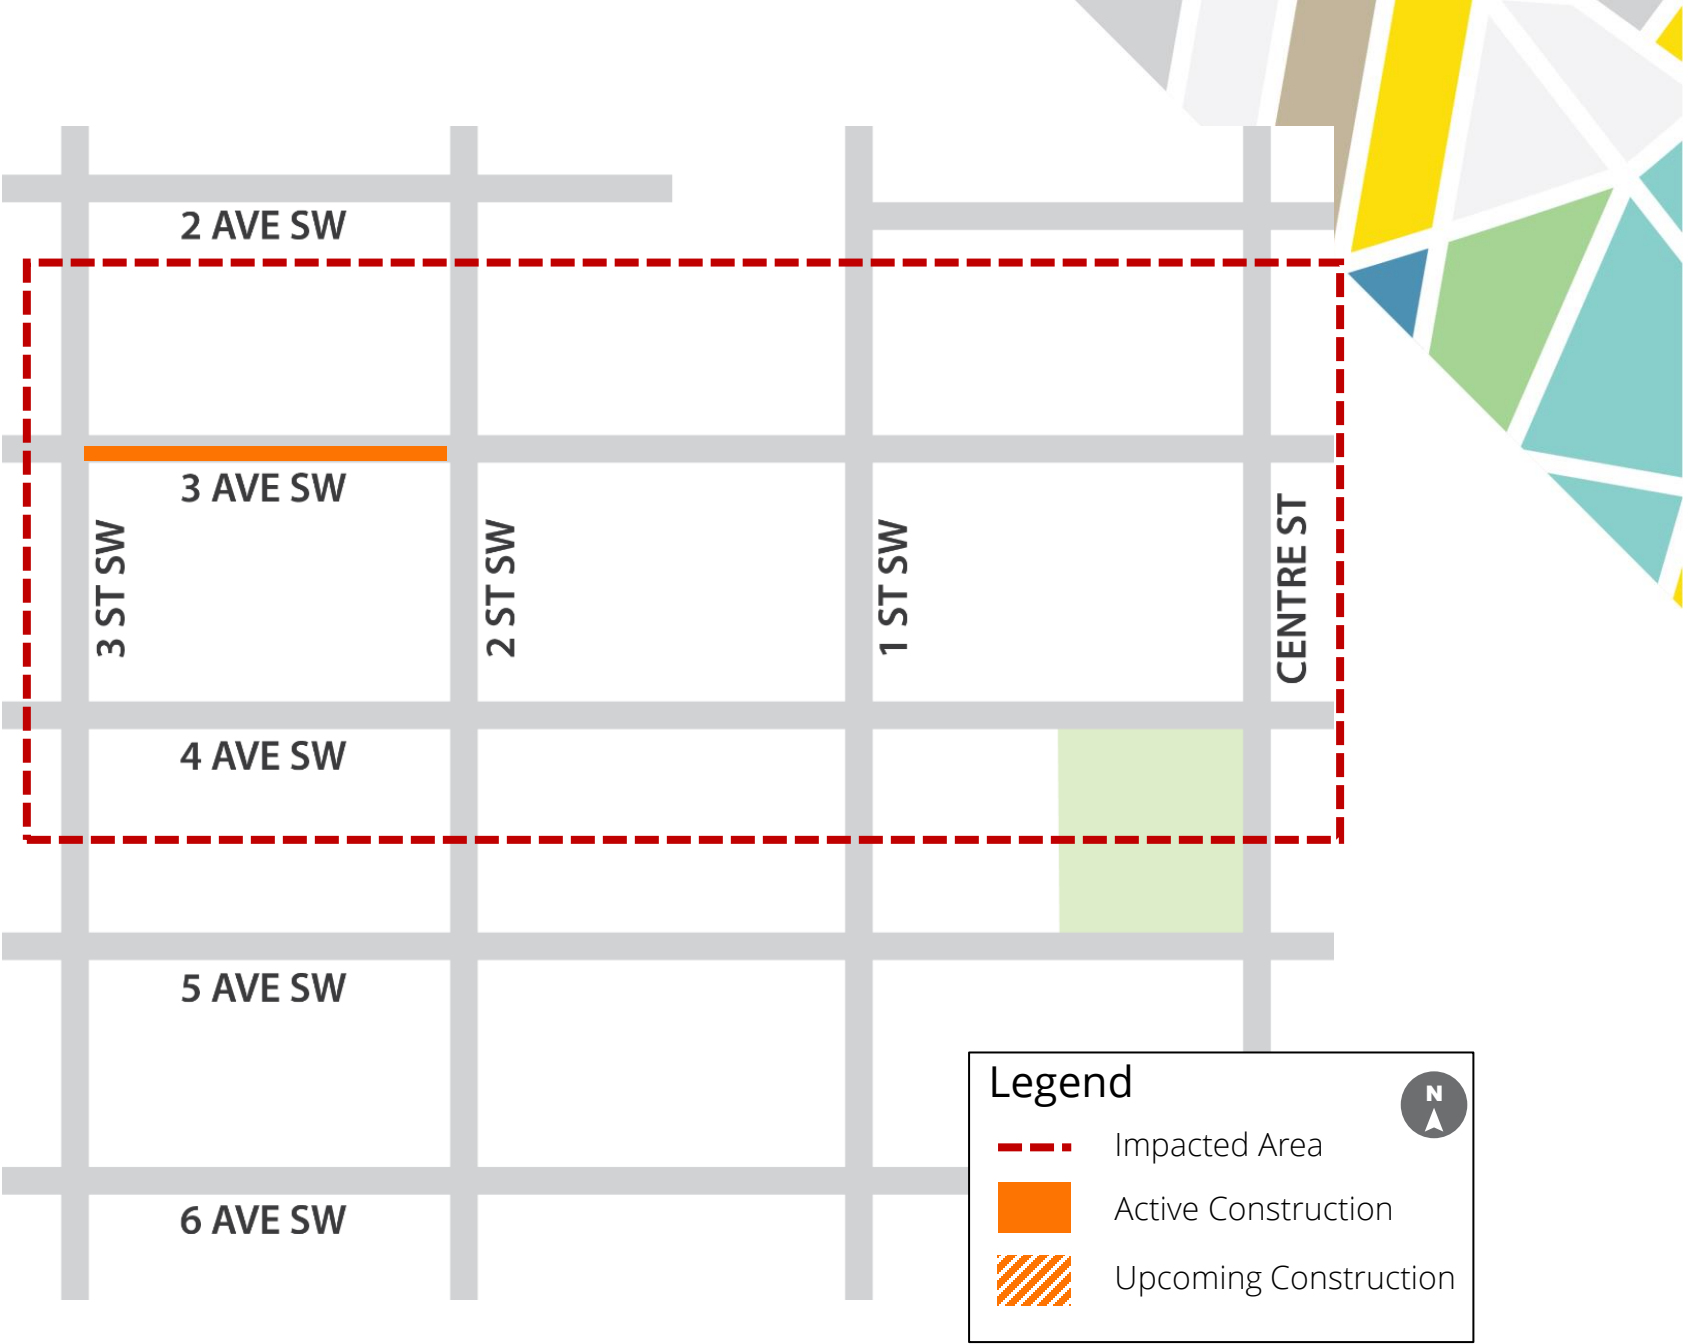 2 AVE SW
3 AVE SW
3 ST SW
2 ST SW
1 ST SW
CENTRE ST
4 AVE SW
5 AVE SW
6 AVE SW
Legend
N
Impacted Area
Active Construction
Upcoming Construction